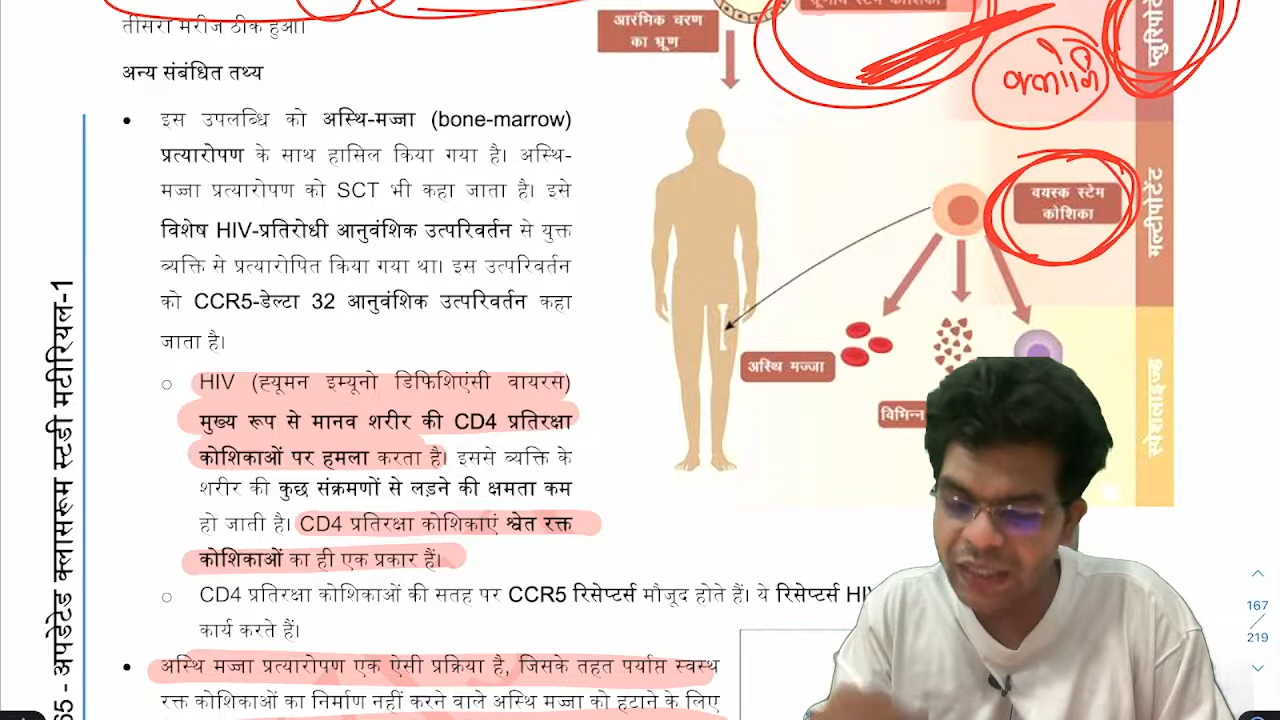 तीसरा मरीज ठीक हुआ।
अन्य संबंधित तथ्य
• इस उपलब्धि को अस्थि-मज्जा (bone-marrow)
प्रत्यारोपण के साथ हासिल किया गया है। अस्थि-
मज्जा प्रत्यारोपण को SCT भी कहा जाता है। इसे
विशेष HIV-प्रतिरोधी आनुवंशिक उत्परिवर्तन से युक्त
व्यक्ति से प्रत्यारोपित किया गया था। इस उत्परिवर्तन
को CCR5-डेल्टा 32 आनुवंशिक उत्परिवर्तन कहा
जाता है।
○ HIV (ह्यूमन इम्यूनो डिफिशिएंसी वायरस)
मुख्य रूप से मानव शरीर की CD4 प्रतिरक्षा
कोशिकाओं पर हमला करता है। इससे व्यक्ति के
शरीर की कुछ संक्रमणों से लड़ने की क्षमता कम
हो जाती है। CD4 प्रतिरक्षा कोशिकाएं श्वेत रक्त
कोशिकाओं का ही एक प्रकार हैं।
○ CD4 प्रतिरक्षा कोशिकाओं की सतह पर CCR5 रिसेप्टर्स मौजूद होते हैं। ये रिसेप्टर्स HIV
कार्य करते हैं।
• अस्थि मज्जा प्रत्यारोपण एक ऐसी प्रक्रिया है, जिसके तहत पर्याप्त स्वस्थ
रक्त कोशिकाओं का निर्माण नहीं करने वाले अस्थि मज्जा को हटाने के लिए
आरंभिक चरण
का भ्रूण
भ्रूणीय स्टेम कोशिका
वयस्क स्टेम
कोशिका
अस्थि मज्जा
विभिन्न
मल्टीपोटेंट
स्पेशलाइज्ड
65 - अपडेटेड क्लासरूम स्टडी मटीरियल-1
167
219